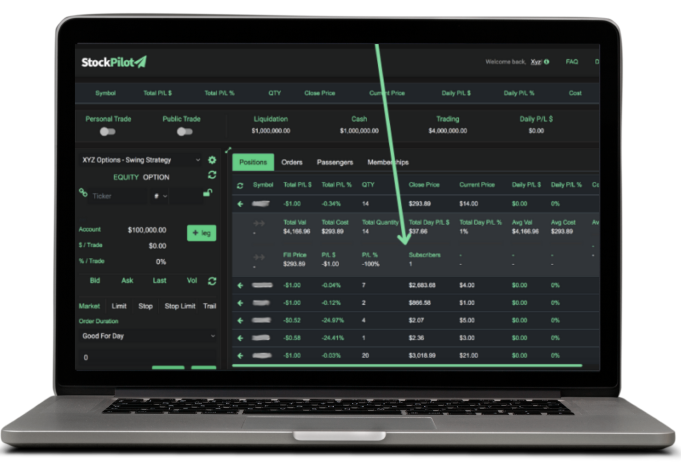 StockPilot
Welcome back, Xyr FAQ
Symbol Total P/L $ Total P/L % QTY Close Price Current Price Daily P/L $ Daily P/L % Cost
Personal Trade Public Trade Liquidation Cash Trading Daily P/L $
$1,000,000.00 $1,000,000.00 $4,000,000.00 $0.00
XYZ Options - Swing Strategy
EQUITY OPTION
Ticker #
Account $100,000.00 + leg
$ / Trade $0.00
% / Trade 0%
Bid Ask Last Vol
Market Limit Stop Stop Limit Trail
Order Duration
Good For Day
0
Positions Orders Passengers Memberships
Symbol Total P/L $ Total P/L % QTY Close Price Current Price Daily P/L $ Daily P/L %
-$1.00 -0.34% 14 $293.89 $14.00 $0.00 0%
Total Val Total Cost Total Quantity Total Day P/L $ Total Day P/L % Avg Val Avg Cost
- $4,166.96 $293.89 14 $37.66 1% $4,166.96 $293.89
Fill Price P/L $ P/L % Subscribers - - -
- $293.89 -$1.00 -100% 1 - - -
-$1.00 -0.04% 7 $2,683.68 $4.00 $0.00 0%
-$1.00 -0.12% 2 $866.58 $1.00 $0.00 0%
-$0.52 -24.97% 4 $2.07 $5.00 $0.00 0%
-$0.58 -24.41% 1 $2.36 $3.00 $0.00 0%
-$1.00 -0.03% 20 $3,018.99 $21.00 $0.00 0%